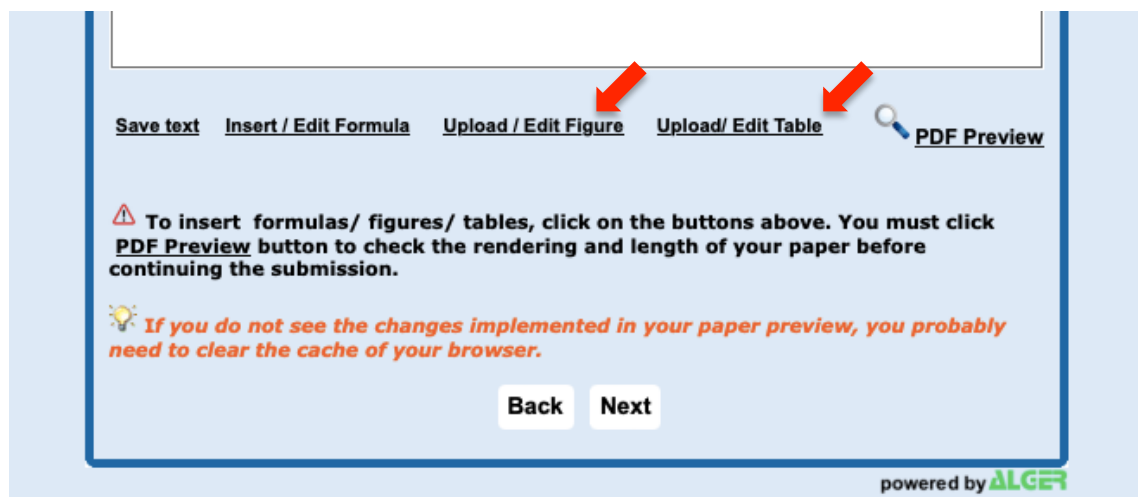 Save text Insert / Edit Formula Upload / Edit Figure Upload/ Edit Table PDF Preview
To insert formulas/ figures/ tables, click on the buttons above. You must click
PDF Preview button to check the rendering and length of your paper before
continuing the submission.
If you do not see the changes implemented in your paper preview, you probably
need to clear the cache of your browser.
Back Next
powered by ALGER